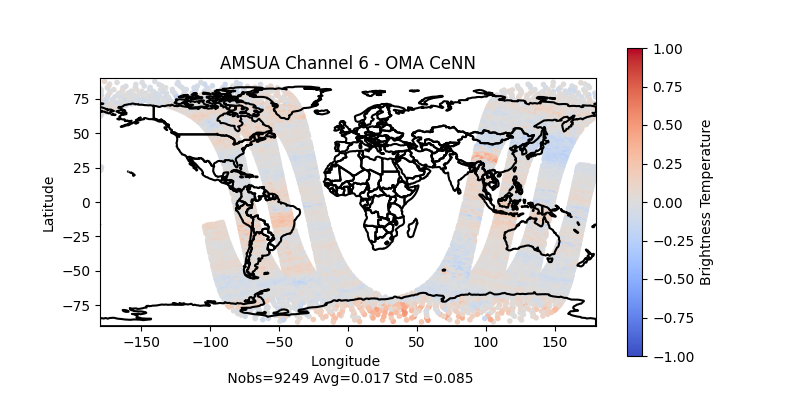 AMSUA Channel 6 - OMA CeNN
75
50
25
0
−25
−50
−75
Latitude
−150 −100 −50 0 50 100 150
Longitude
Nobs=9249 Avg=0.017 Std =0.085
1.00
0.75
0.50
0.25
0.00
−0.25
−0.50
−0.75
−1.00
Brightness Temperature